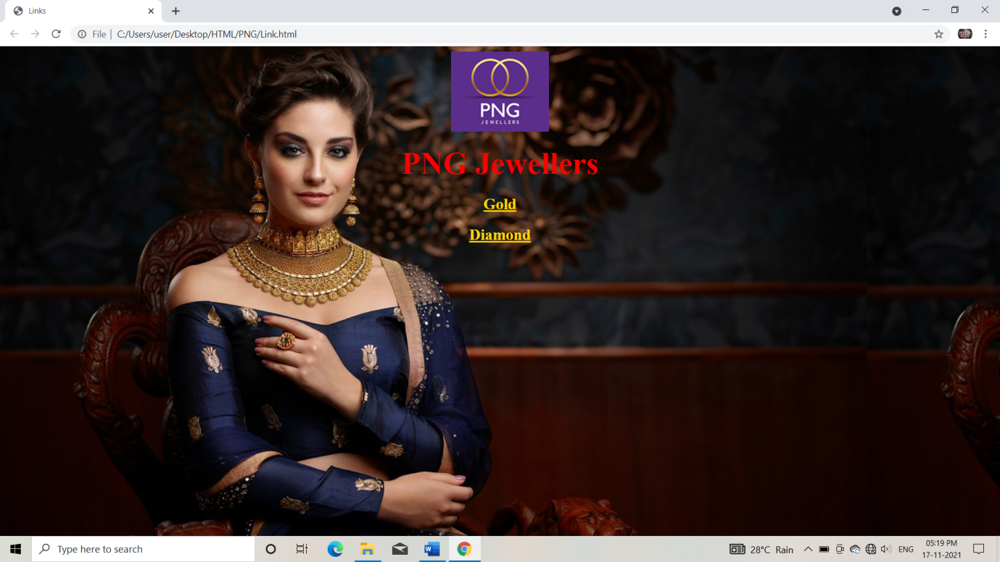 Links
File
C:/Users/user/Desktop/HTML/PNG/Link.html
PNG
JEWELLERS
PNG Jewellers
Gold
Diamond
Type here to search
28°C Rain
ENG
05:19 PM
17-11-2021